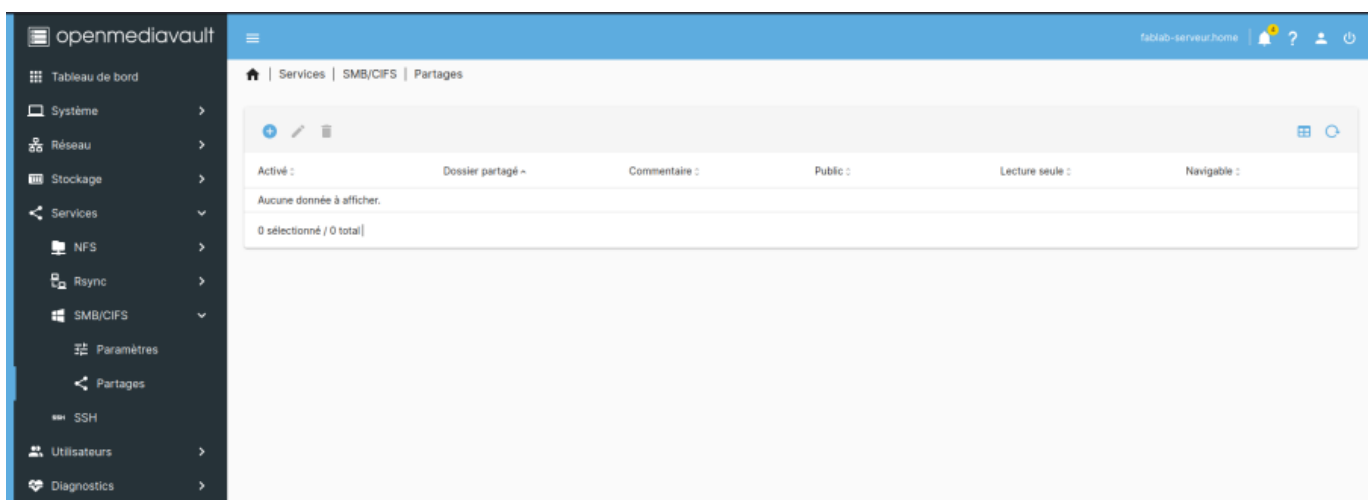 openmediavault
fablab-serveur.home
4
?
Tableau de bord
Système
Réseau
Stockage
Services
NFS
Rsync
SMB/CIFS
Paramètres
Partages
SSH
SSH
Utilisateurs
Diagnostics
| Services | SMB/CIFS | Partages
Activé Dossier partagé Commentaire Public Lecture seule Navigable
Aucune donnée à afficher.
0 sélectionné / 0 total